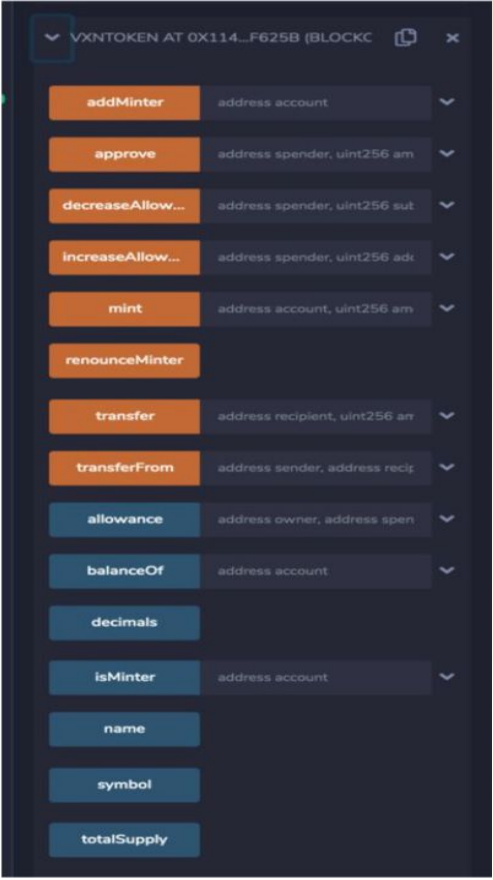 VXNTOKEN AT 0X114...F625B (BLOCKC
addMinter address account
approve address spender, uint256 am
decreaseAllow... address spender, uint256 sut
increaseAllow... address spender, uint256 adc
mint address account, uint256 am
renounceMinter
transfer address recipient, uint256 am
transferFrom address sender, address recip
allowance address owner, address spen
balanceOf address account
decimals
isMinter address account
name
symbol
totalSupply